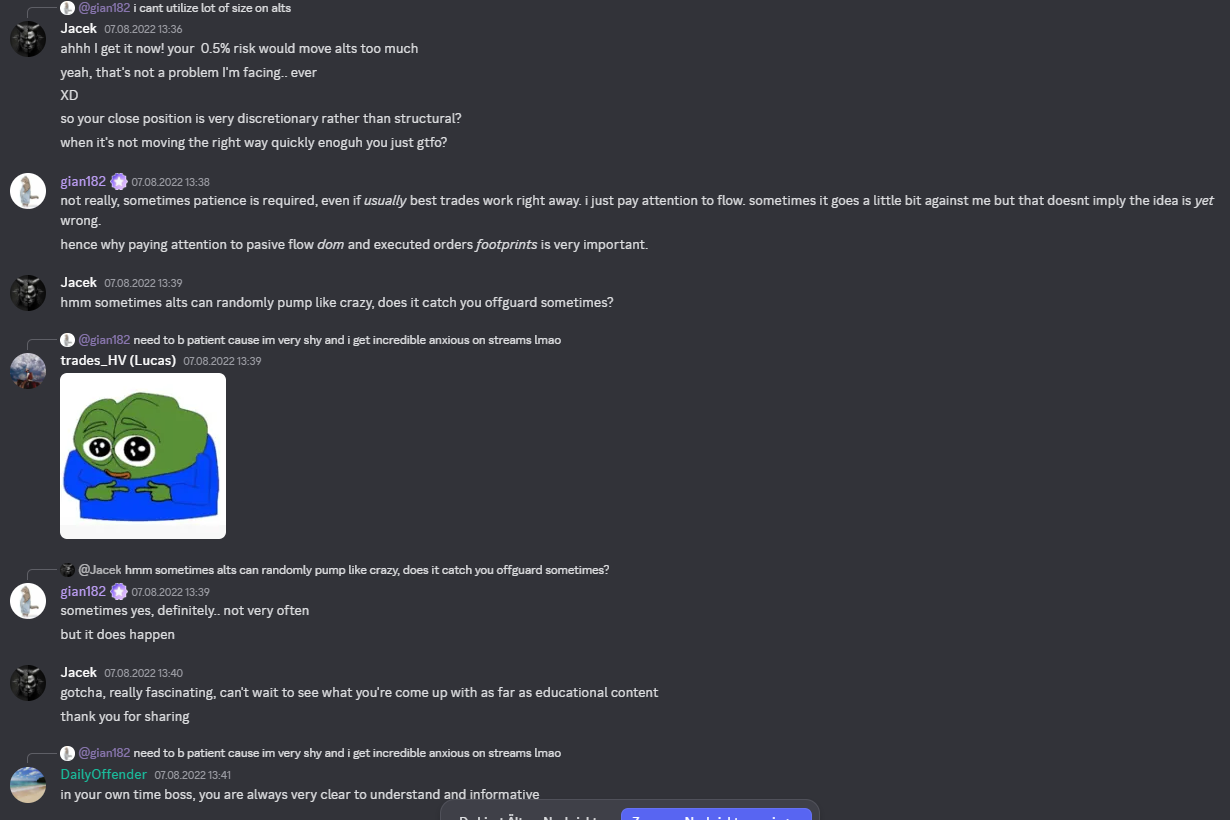 @gian182 i cant utilize lot of size on alts
Jacek 07.08.2022 13:36
ahhh I get it now! your 0.5% risk would move alts too much
yeah, that's not a problem I'm facing.. ever
XD
so your close position is very discretionary rather than structural?
when it's not moving the right way quickly enoguh you just gtfo?
gian182 07.08.2022 13:38
not really, sometimes patience is required, even if usually best trades work right away. i just pay attention to flow. sometimes it goes a little bit against me but that doesnt imply the idea is yet
wrong.
hence why paying attention to pasive flow dom and executed orders footprints is very important.
Jacek 07.08.2022 13:39
hmm sometimes alts can randomly pump like crazy, does it catch you offguard sometimes?
@gian182 need to b patient cause im very shy and i get incredible anxious on streams lmao
trades_HV (Lucas) 07.08.2022 13:39
@Jacek hmm sometimes alts can randomly pump like crazy, does it catch you offguard sometimes?
gian182 07.08.2022 13:39
sometimes yes, definitely.. not very often
but it does happen
Jacek 07.08.2022 13:40
gotcha, really fascinating, can't wait to see what you're come up with as far as educational content
thank you for sharing
@gian182 need to b patient cause im very shy and i get incredible anxious on streams lmao
DailyOffender 07.08.2022 13:41
in your own time boss, you are always very clear to understand and informative